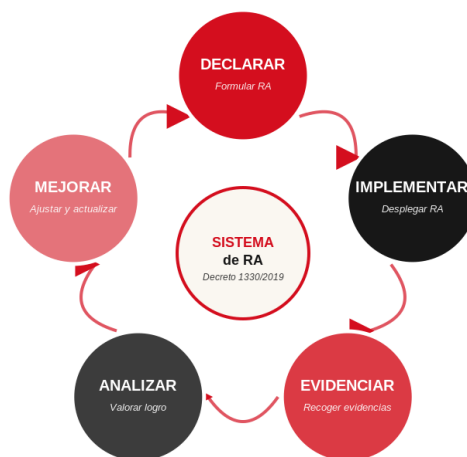 DECLARAR
Formular RA
IMPLEMENTAR
Desplegar RA
EVIDENCIAR
Recoger evidencias
ANALIZAR
Valorar logro
MEJORAR
Ajustar y actualizar
SISTEMA
de RA
Decreto 1330/2019